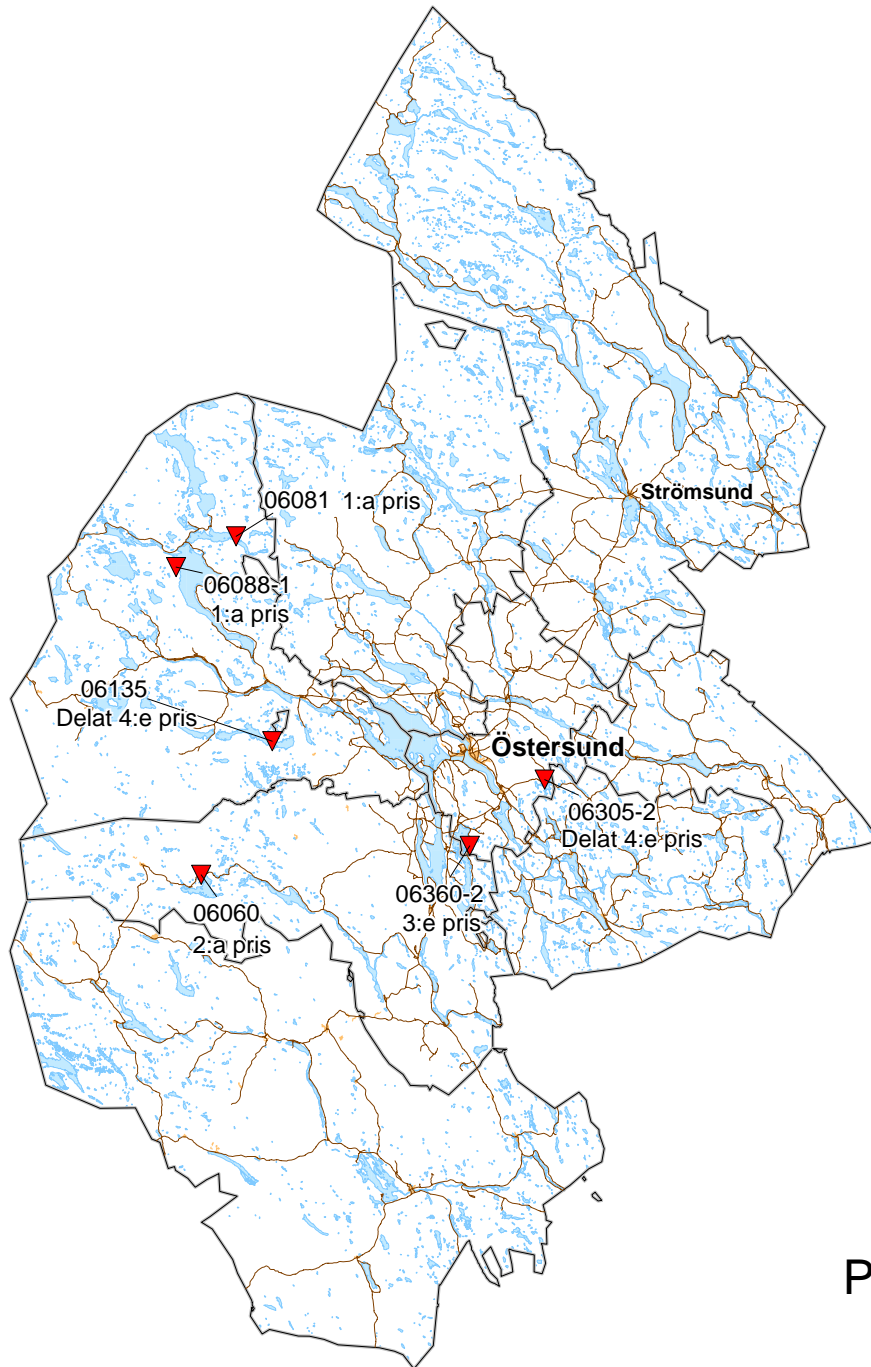 Strömsund
06081 1:a pris
06088-1
1:a pris
06135
Delat 4:e pris
Östersund
06305-2
Delat 4:e pris
06360-2
3:e pris
06060
2:a pris
P